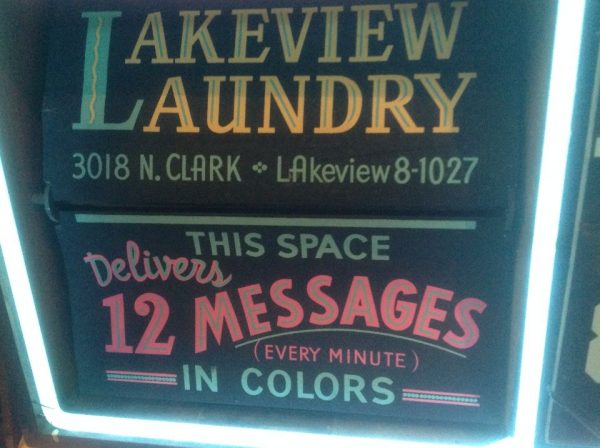 LAKEVIEW
LAUNDRY
3018 N. CLARK ❖ LAkeview 8-1027
THIS SPACE
Delivers
12 MESSAGES
(EVERY MINUTE)
IN COLORS